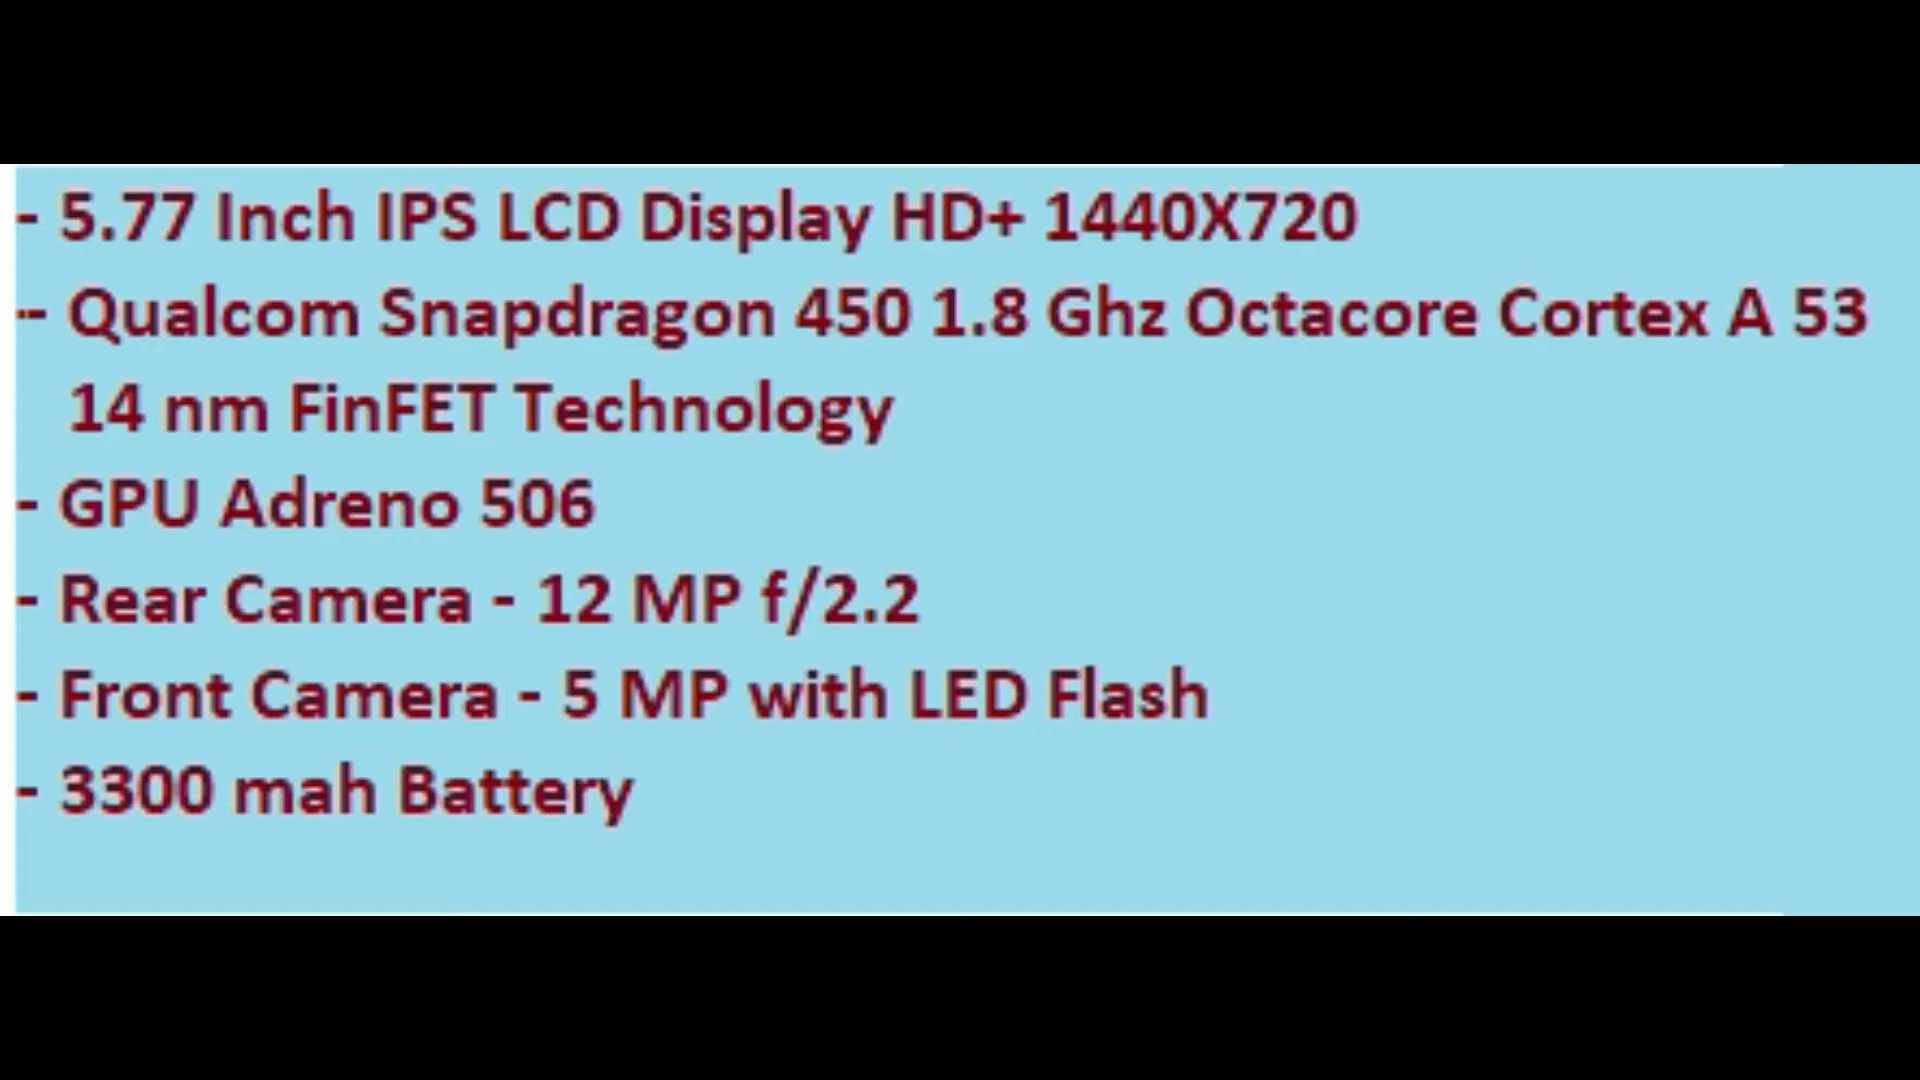 - 5.77 Inch IPS LCD Display HD+ 1440X720
- Qualcom Snapdragon 450 1.8 Ghz Octacore Cortex A 53
14 nm FinFET Technology
- GPU Adreno 506
- Rear Camera - 12 MP f/2.2
- Front Camera - 5 MP with LED Flash
- 3300 mah Battery